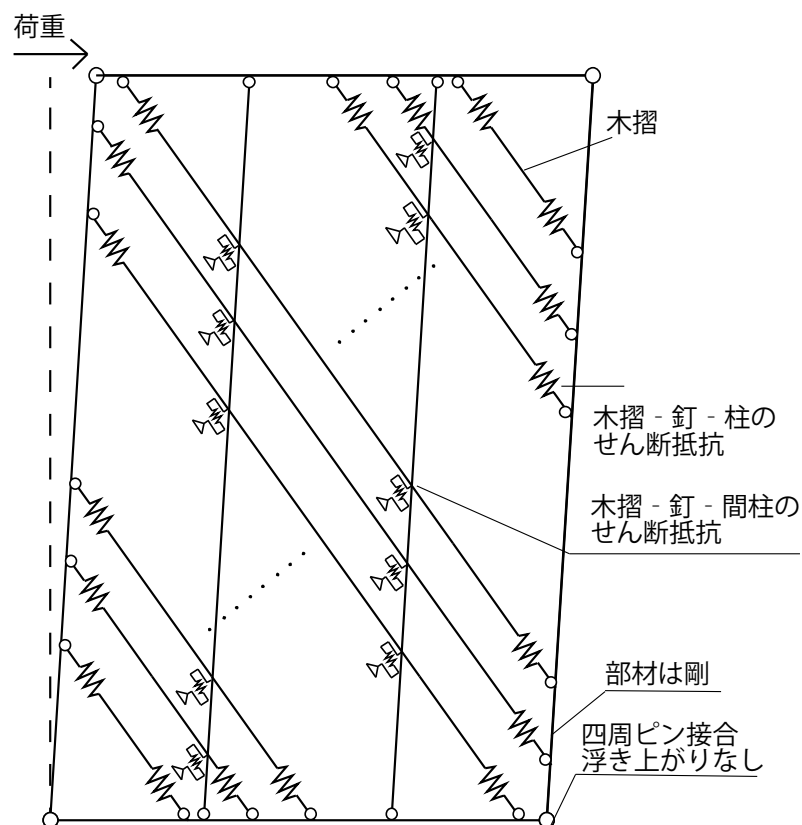 荷重
木摺
木摺‐釘‐柱の
せん断抵抗
木摺‐釘‐間柱の
せん断抵抗
部材は剛
四周ピン接合
浮き上がりなし